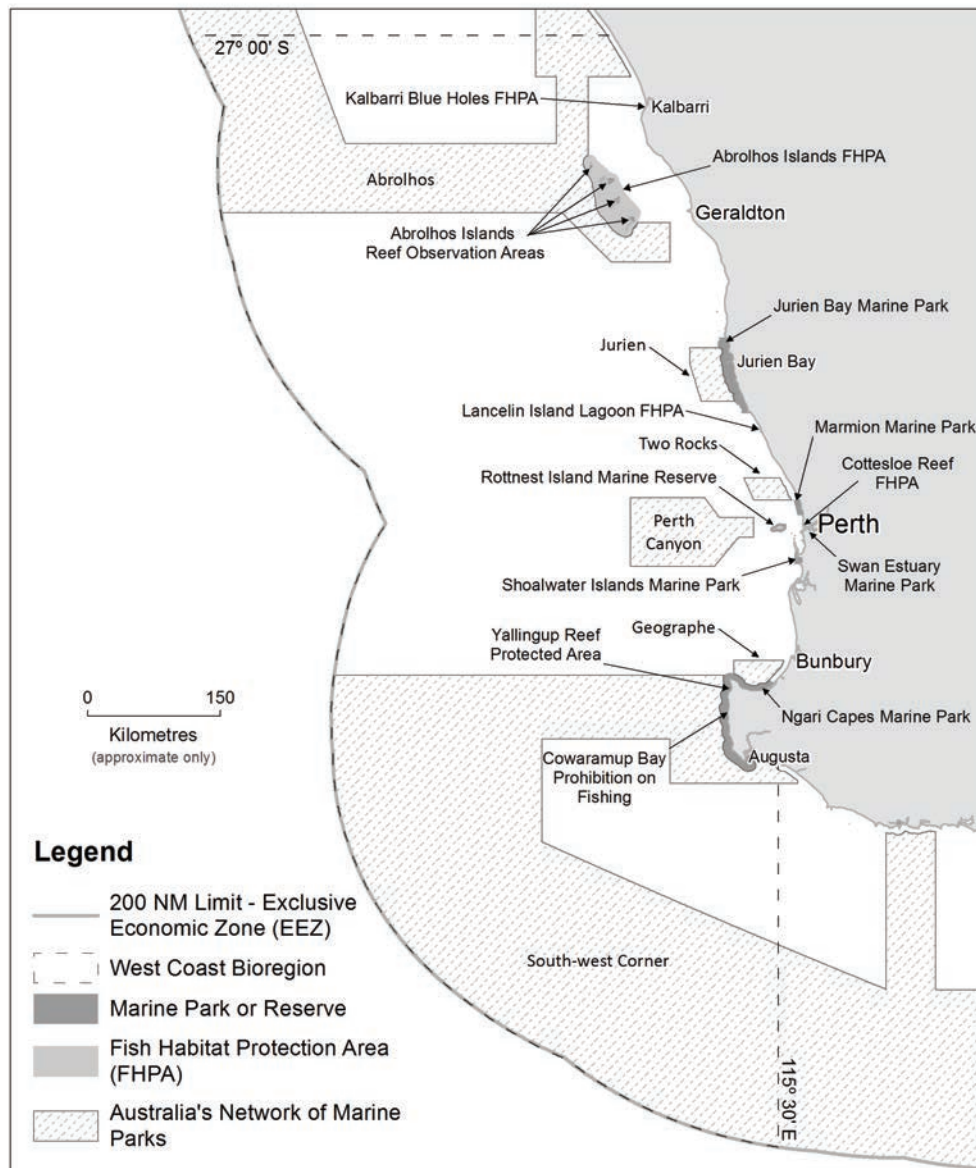 27° 00' S
Kalbarri Blue Holes FHPA
Kalbarri
Abrolhos Islands FHPA
Abrolhos
Geraldton
Abrolhos Islands
Reef Observation Areas
Jurien Bay Marine Park
Jurien
Jurien Bay
Lancelin Island Lagoon FHPA
Marmion Marine Park
Two Rocks
Cottesloe Reef
FHPA
Rottnest Island Marine Reserve
Perth
Canyon
Perth
Swan Estuary
Marine Park
Shoalwater Islands Marine Park
Geographe
Yallingup Reef
Protected Area
Bunbury
0 150
Kilometres
(approximate only)
Ngari Capes Marine Park
Augusta
Cowaramup Bay
Prohibition on
Fishing
South-west Corner
115° 30' E
Legend
200 NM Limit - Exclusive
Economic Zone (EEZ)
West Coast Bioregion
Marine Park or Reserve
Fish Habitat Protection Area
(FHPA)
Australia's Network of Marine
Parks